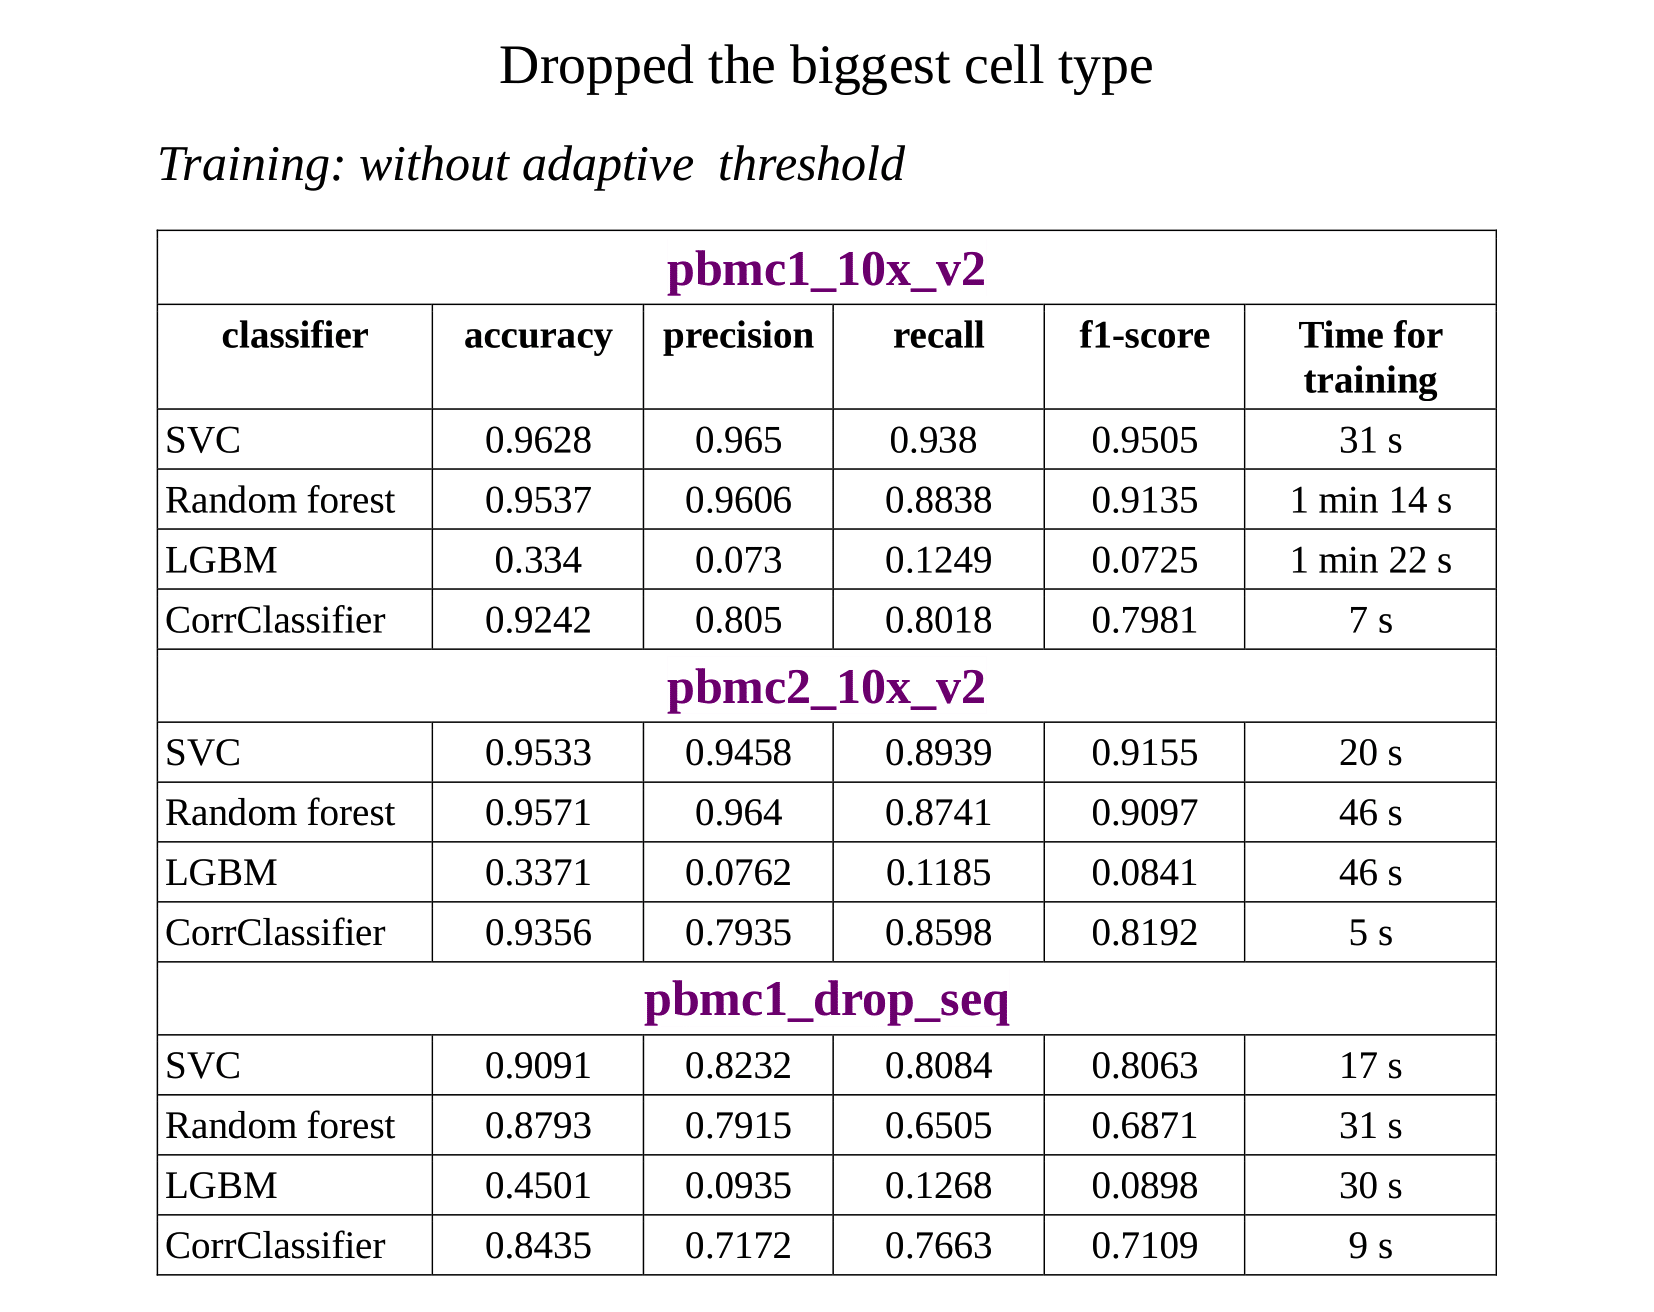 Dropped the biggest cell type
Training: without adaptive threshold
pbmc1_10x_v2
classifier accuracy precision recall f1-score Time for training
SVC 0.9628 0.965 0.938 0.9505 31 s
Random forest 0.9537 0.9606 0.8838 0.9135 1 min 14 s
LGBM 0.334 0.073 0.1249 0.0725 1 min 22 s
CorrClassifier 0.9242 0.805 0.8018 0.7981 7 s
pbmc2_10x_v2
SVC 0.9533 0.9458 0.8939 0.9155 20 s
Random forest 0.9571 0.964 0.8741 0.9097 46 s
LGBM 0.3371 0.0762 0.1185 0.0841 46 s
CorrClassifier 0.9356 0.7935 0.8598 0.8192 5 s
pbmc1_drop_seq
SVC 0.9091 0.8232 0.8084 0.8063 17 s
Random forest 0.8793 0.7915 0.6505 0.6871 31 s
LGBM 0.4501 0.0935 0.1268 0.0898 30 s
CorrClassifier 0.8435 0.7172 0.7663 0.7109 9 s